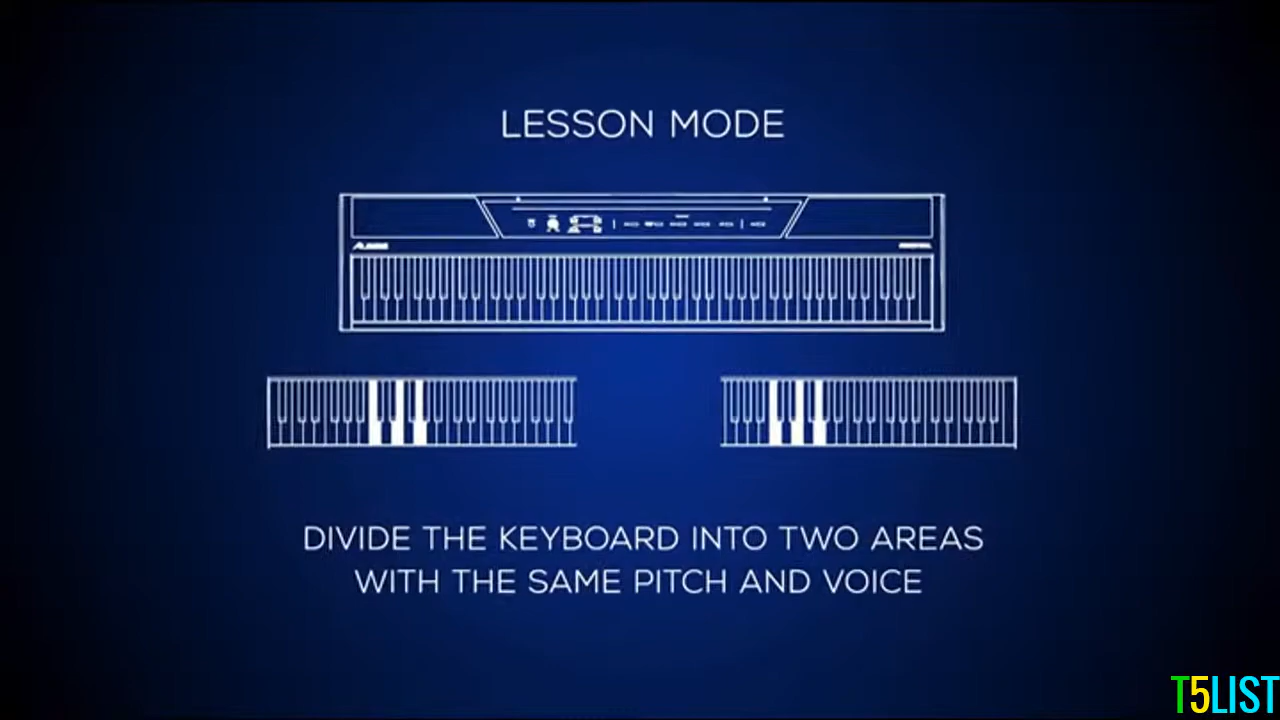 LESSON MODE
DIVIDE THE KEYBOARD INTO TWO AREAS
WITH THE SAME PITCH AND VOICE
T5LIST